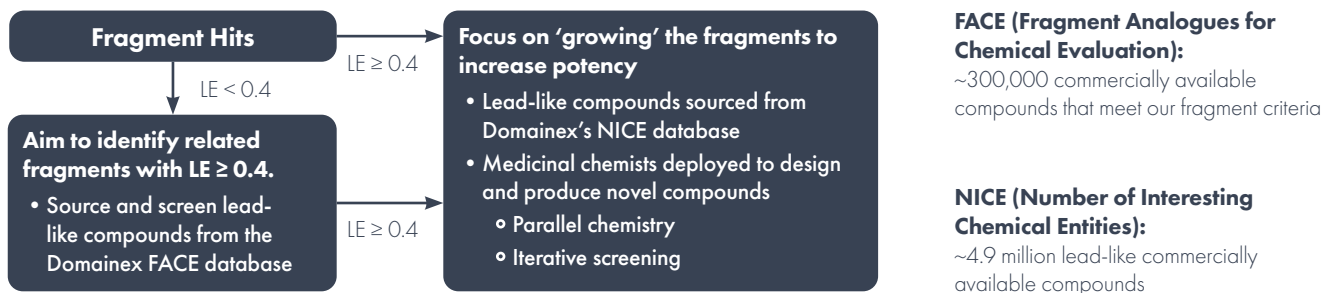 Fragment Hits
LE ≥ 0.4
LE < 0.4
Aim to identify related
fragments with LE ≥ 0.4.
• Source and screen lead-
like compounds from the
Domainex FACE database
LE ≥ 0.4
Focus on ‘growing’ the fragments to
increase potency
• Lead-like compounds sourced from
Domainex’s NICE database
• Medicinal chemists deployed to design
and produce novel compounds
Parallel chemistry
Iterative screening
FACE (Fragment Analogues for
Chemical Evaluation):
~300,000 commercially available
compounds that meet our fragment criteria
NICE (Number of Interesting
Chemical Entities):
~4.9 million lead-like commercially
available compounds